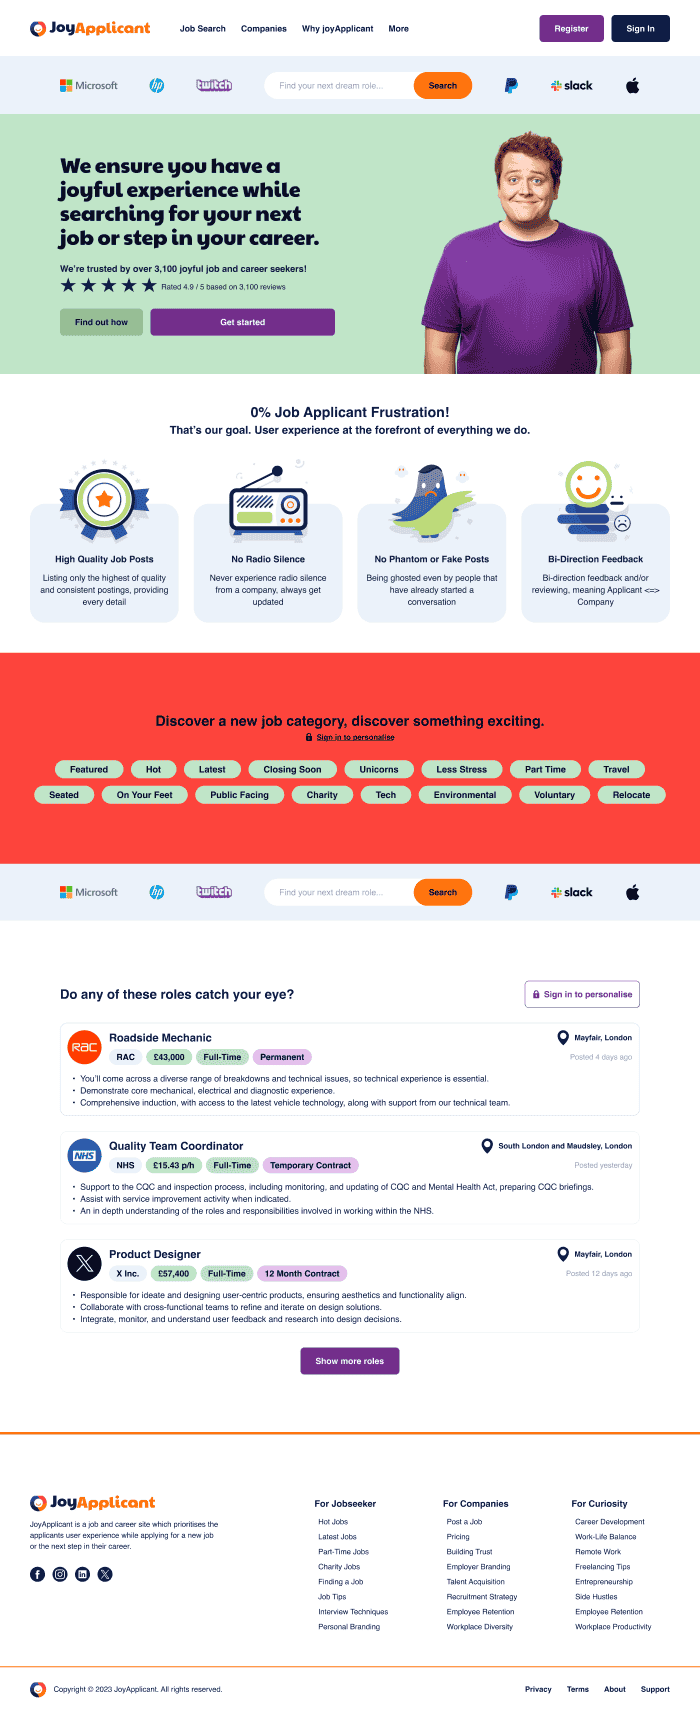 JoyApplicant
Job Search Companies Why joyApplicant More
Register
Sign In
Microsoft hp twitch Find your next dream role... Search slack
We ensure you have a
joyful experience while
searching for your next
job or step in your career.
We're trusted by over 3,100 joyful job and career seekers!
Rated 4.9 / 5 based on 3,100 reviews
Find out how
Get started
0% Job Applicant Frustration!
That's our goal. User experience at the forefront of everything we do.
High Quality Job Posts
Listing only the highest of quality
and consistent postings, providing
every detail
No Radio Silence
Never experience radio silence
from a company, always get
updated
No Phantom or Fake Posts
Being ghosted even by people that
have already started a
conversation
Bi-Direction Feedback
Bi-direction feedback and/or
reviewing, meaning Applicant <=>
Company
Discover a new job category, discover something exciting.
Sign in to personalise
Featured Hot Latest Closing Soon Unicorns Less Stress Part Time Travel
Seated On Your Feet Public Facing Charity Tech Environmental Voluntary Relocate
Microsoft hp twitch Find your next dream role... Search slack
Do any of these roles catch your eye?
Sign in to personalise
RAC
Roadside Mechanic
Mayfair, London
RAC £43,000 Full-Time Permanent
Posted 4 days ago
• You'll come across a diverse range of breakdowns and technical issues, so technical experience is essential.
• Demonstrate core mechanical, electrical and diagnostic experience.
• Comprehensive induction, with access to the latest vehicle technology, along with support from our technical team.
NHS
Quality Team Coordinator
South London and Maudsley, London
NHS £15.43 p/h Full-Time Temporary Contract
Posted yesterday
• Support to the CQC and inspection process, including monitoring, and updating of CQC and Mental Health Act, preparing CQC briefings.
• Assist with service improvement activity when indicated.
• An in depth understanding of the roles and responsibilities involved in working within the NHS.
Product Designer
Mayfair, London
X Inc. £57,400 Full-Time 12 Month Contract
Posted 12 days ago
• Responsible for ideate and designing user-centric products, ensuring aesthetics and functionality align.
• Collaborate with cross-functional teams to refine and iterate on design solutions.
• Integrate, monitor, and understand user feedback and research into design decisions.
Show more roles
JoyApplicant
JoyApplicant is a job and career site which prioritises the
applicants user experience while applying for a new job
or the next step in their career.
For Jobseeker
Hot Jobs
Latest Jobs
Part-Time Jobs
Charity Jobs
Finding a Job
Job Tips
Interview Techniques
Personal Branding
For Companies
Post a Job
Pricing
Building Trust
Employer Branding
Talent Acquisition
Recruitment Strategy
Employee Retention
Workplace Diversity
For Curiosity
Career Development
Work-Life Balance
Remote Work
Freelancing Tips
Entrepreneurship
Side Hustles
Employee Retention
Workplace Productivity
Copyright © 2023 JoyApplicant. All rights reserved.
Privacy Terms About Support